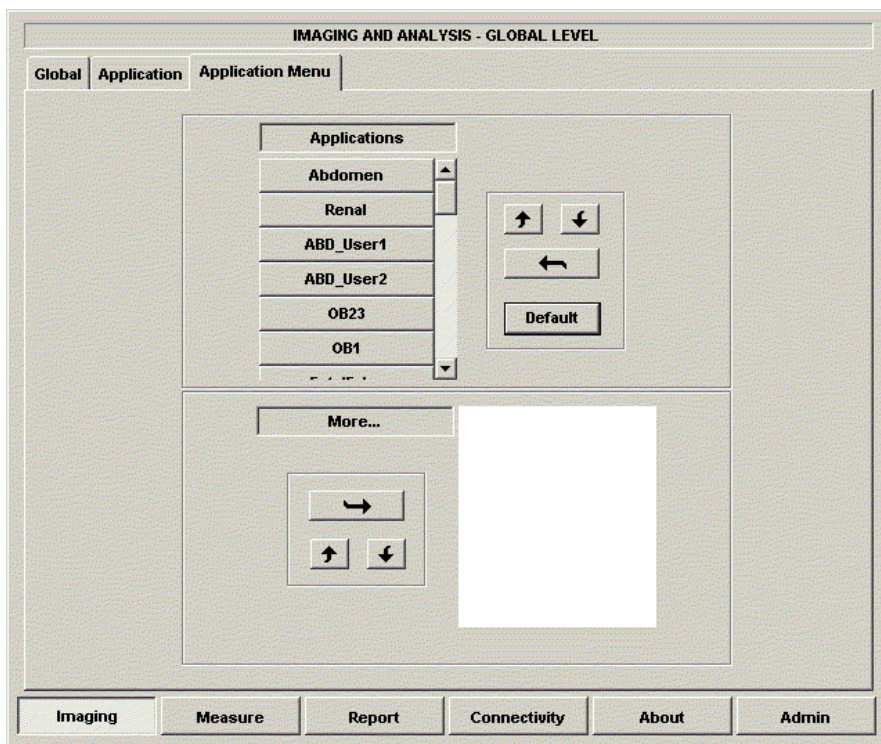 IMAGING AND ANALYSIS - GLOBAL LEVEL
Global Application Application Menu
Applications
Abdomen
Renal
ABD_User1
ABD_User2
OB23
OB1
Default
More...
Imaging Measure Report Connectivity About Admin